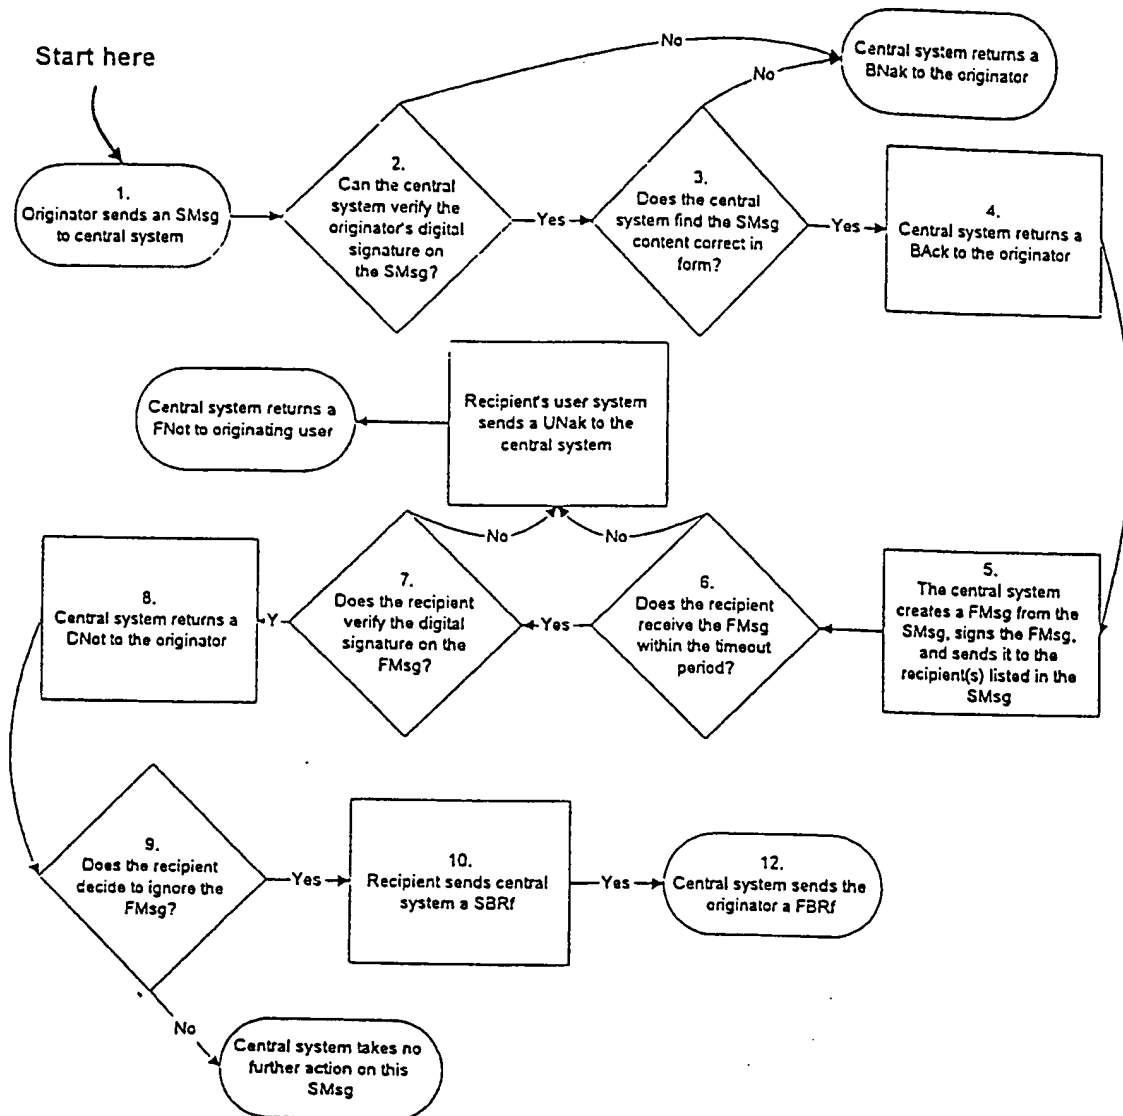 Start here
No
No
Central system returns a
BNak to the originator
1.
Originator sends an SMsg
to central system
2.
Can the central
system verify the
originator's digital
signature on
the SMsg?
Yes
3.
Does the central
system find the SMsg
content correct in
form?
Yes
4.
Central system returns a
BAck to the originator
Central system returns a
FNot to originating user
Recipient's user system
sends a UNak to the
central system
No
No
8.
Central system returns a
DNot to the originator
Y
7.
Does the recipient
verify the digital
signature on the
FMsg?
Yes
6.
Does the recipient
receive the FMsg
within the timeout
period?
5.
The central system
creates a FMsg from the
SMsg, signs the FMsg,
and sends it to the
recipient(s) listed in the
SMsg
9.
Does the recipient
decide to ignore the
FMsg?
Yes
10.
Recipient sends central
system a SBRf
Yes
12.
Central system sends the
originator a FBRf
No
Central system takes no
further action on this
SMsg